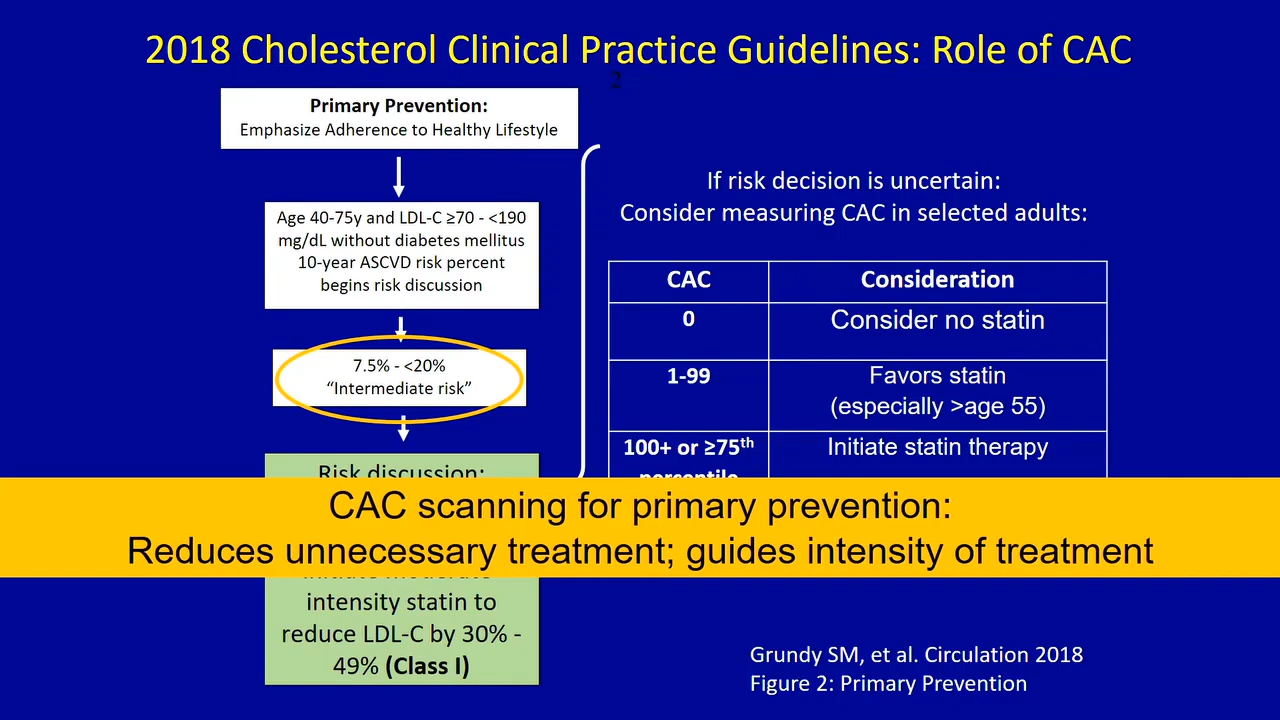 2018 Cholesterol Clinical Practice Guidelines: Role of CAC
2
Primary Prevention:
Emphasize Adherence to Healthy Lifestyle
Age 40-75y and LDL-C ≥70 - <190
mg/dL without diabetes mellitus
10-year ASCVD risk percent
begins risk discussion
7.5% - <20%
“Intermediate risk”
Risk discussion:
intensity statin to
reduce LDL-C by 30% -
49% (Class I)
If risk decision is uncertain:
Consider measuring CAC in selected adults:
CAC Consideration
0 Consider no statin
1-99 Favors statin
(especially >age 55)
100+ or ≥75th Initiate statin therapy
percentile
CAC scanning for primary prevention:
Reduces unnecessary treatment; guides intensity of treatment
Grundy SM, et al. Circulation 2018
Figure 2: Primary Prevention